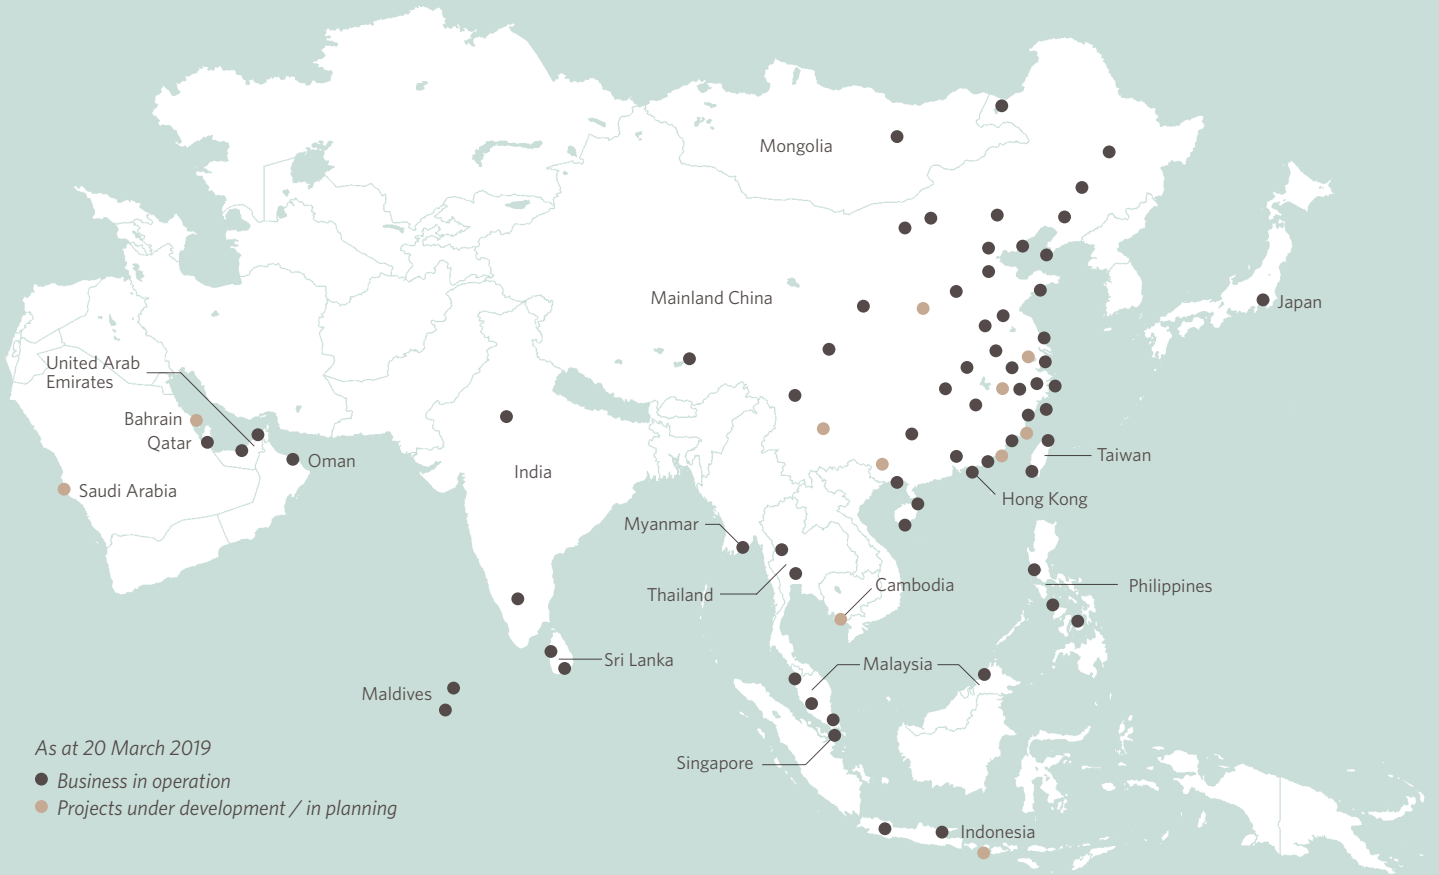 Mongolia
Mainland China
Japan
United Arab
Emirates
Bahrain
Qatar
Oman
Taiwan
India
Saudi Arabia
Hong Kong
Myanmar
Thailand
Cambodia
Philippines
Sri Lanka
Malaysia
Maldives
As at 20 March 2019
Singapore
Business in operation
Projects under development / in planning
Indonesia